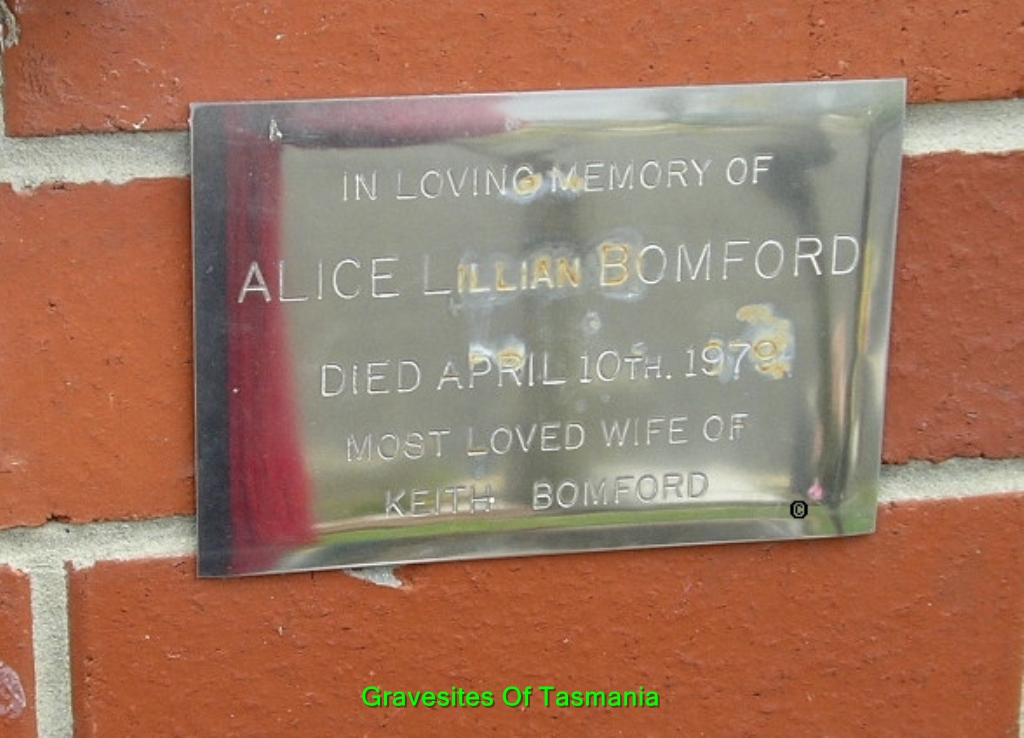 IN LOVING MEMORY OF
ALICE LILLIAN BOMFORD
DIED APRIL 10TH. 1979.
MOST LOVED WIFE OF
KEITH BOMFORD
©
Gravesites Of Tasmania